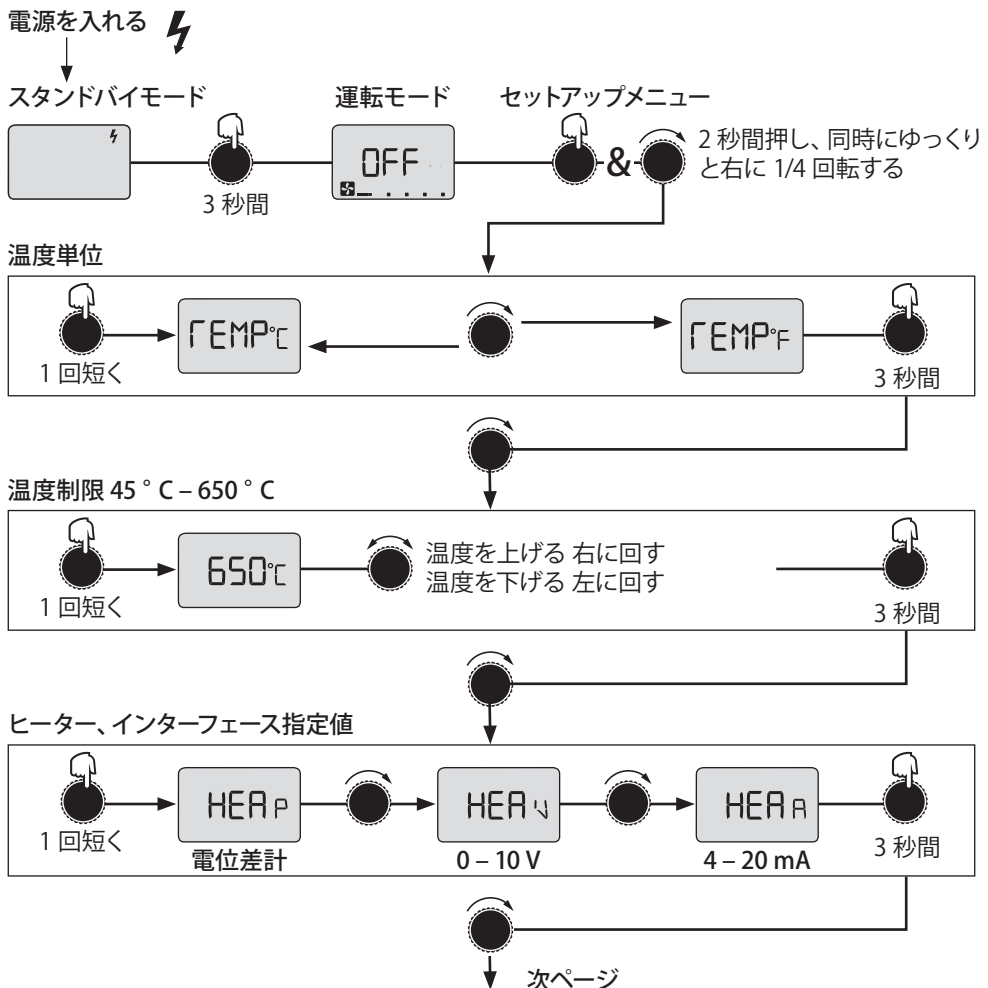 電源を入れる
スタンドバイモード
運転モード
セットアップメニュー
OFF
&
2 秒間押し、同時にゆっくり
と右に 1/4 回転する
3 秒間
温度単位
TEMP°C
TEMP°F
1 回短く
3 秒間
温度制限 45 ° C – 650 ° C
650°C
温度を上げる 右に回す
温度を下げる 左に回す
1 回短く
3 秒間
ヒーター、インターフェース指定値
HEA P
HEA V
HEA A
1 回短く
電位差計
0 – 10 V
4 – 20 mA
3 秒間
次ページ